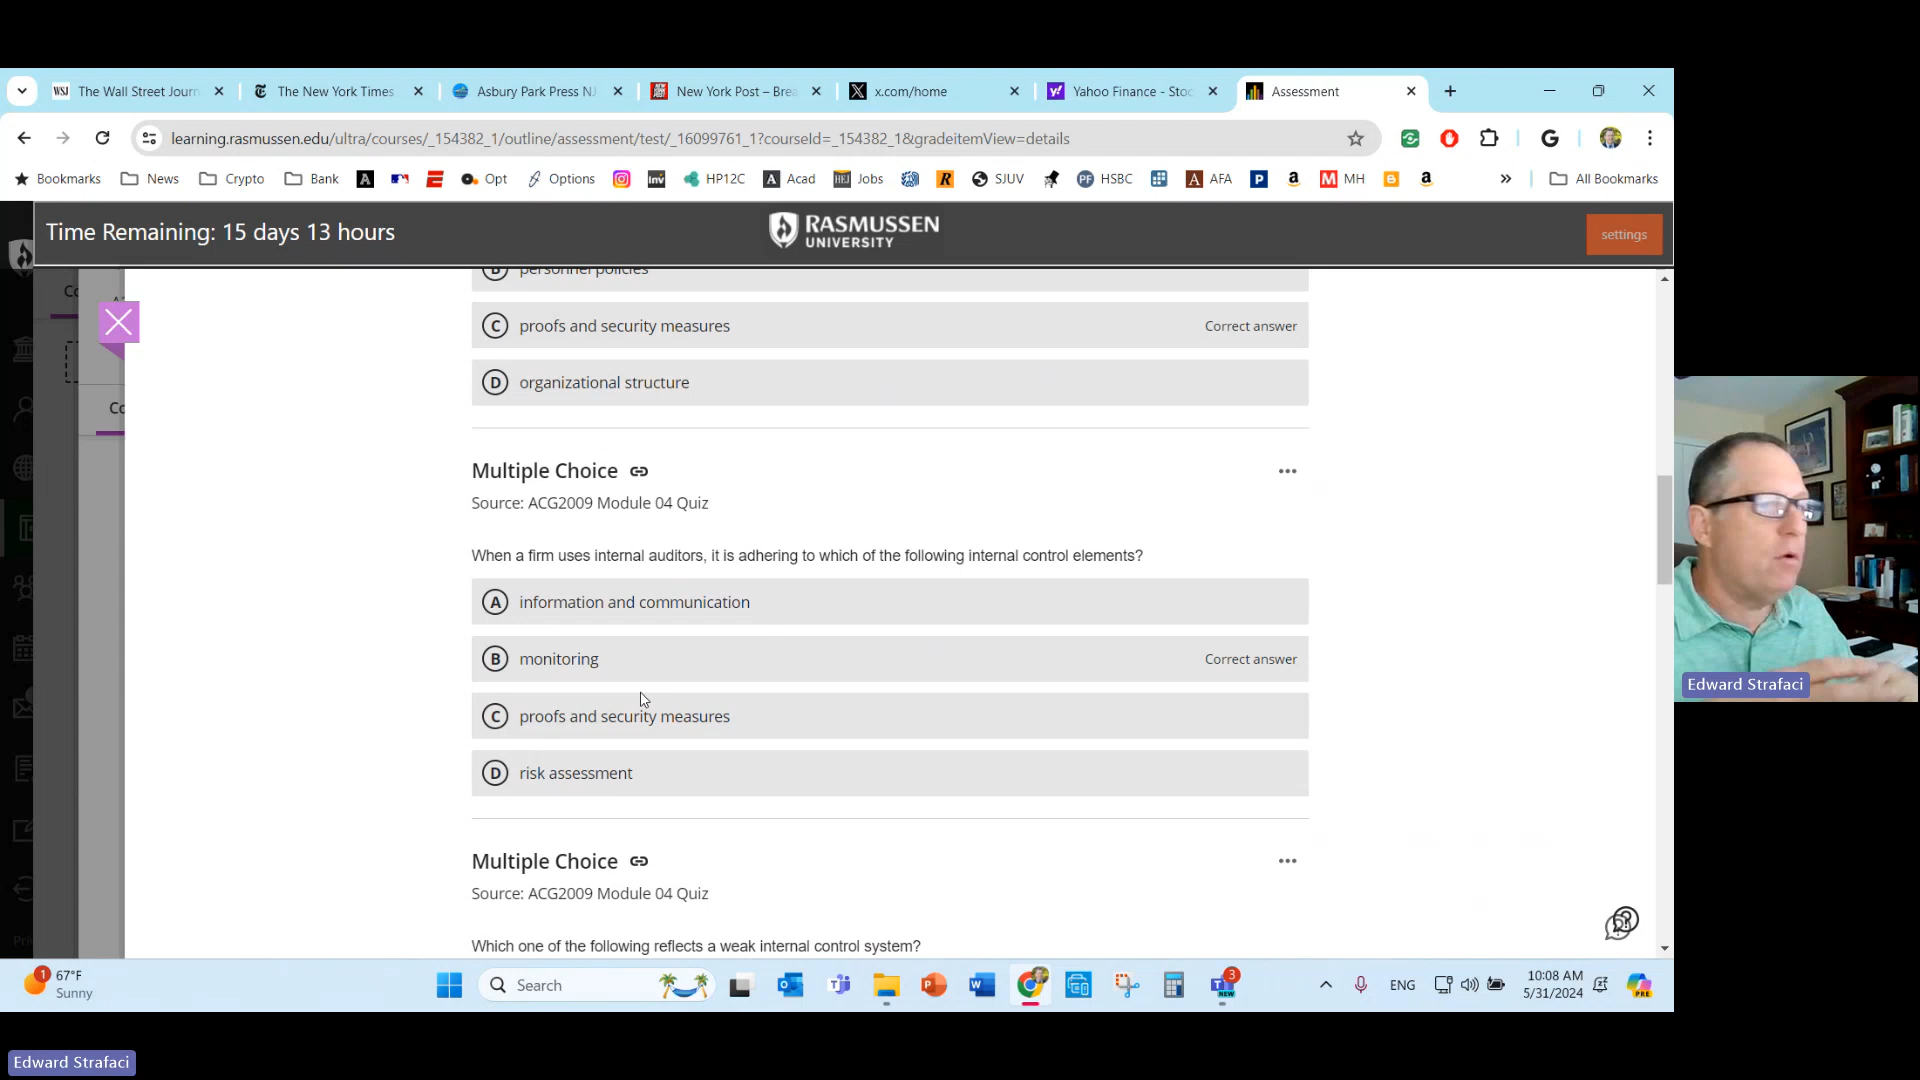 The Wall Street Journ
The New York Times
Asbury Park Press NJ
New York Post – Brea
x.com/home
Yahoo Finance - Stoc
Assessment
learning.rasmussen.edu/ultra/courses/_154382_1/outline/assessment/test/_16099761_1?courseId=_154382_1&gradeitemView=details
Bookmarks
News
Crypto
Bank
Opt
Options
HP12C
Acad
Jobs
SJUV
HSBC
AFA
MH
All Bookmarks
Time Remaining: 15 days 13 hours
RASMUSSEN
UNIVERSITY
settings
B personnel policies
C proofs and security measures Correct answer
D organizational structure
Multiple Choice
Source: ACG2009 Module 04 Quiz
When a firm uses internal auditors, it is adhering to which of the following internal control elements?
A information and communication
B monitoring Correct answer
C proofs and security measures
D risk assessment
Multiple Choice
Source: ACG2009 Module 04 Quiz
Which one of the following reflects a weak internal control system?
Edward Strafaci
67°F
Sunny
Search
ENG
10:08 AM
5/31/2024
Edward Strafaci